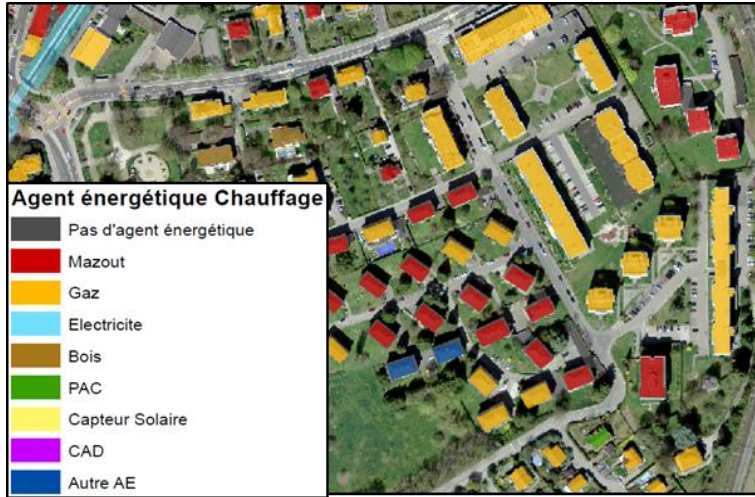 Agent énergétique Chauffage
Pas d'agent énergétique
Mazout
Gaz
Electricite
Bois
PAC
Capteur Solaire
CAD
Autre AE